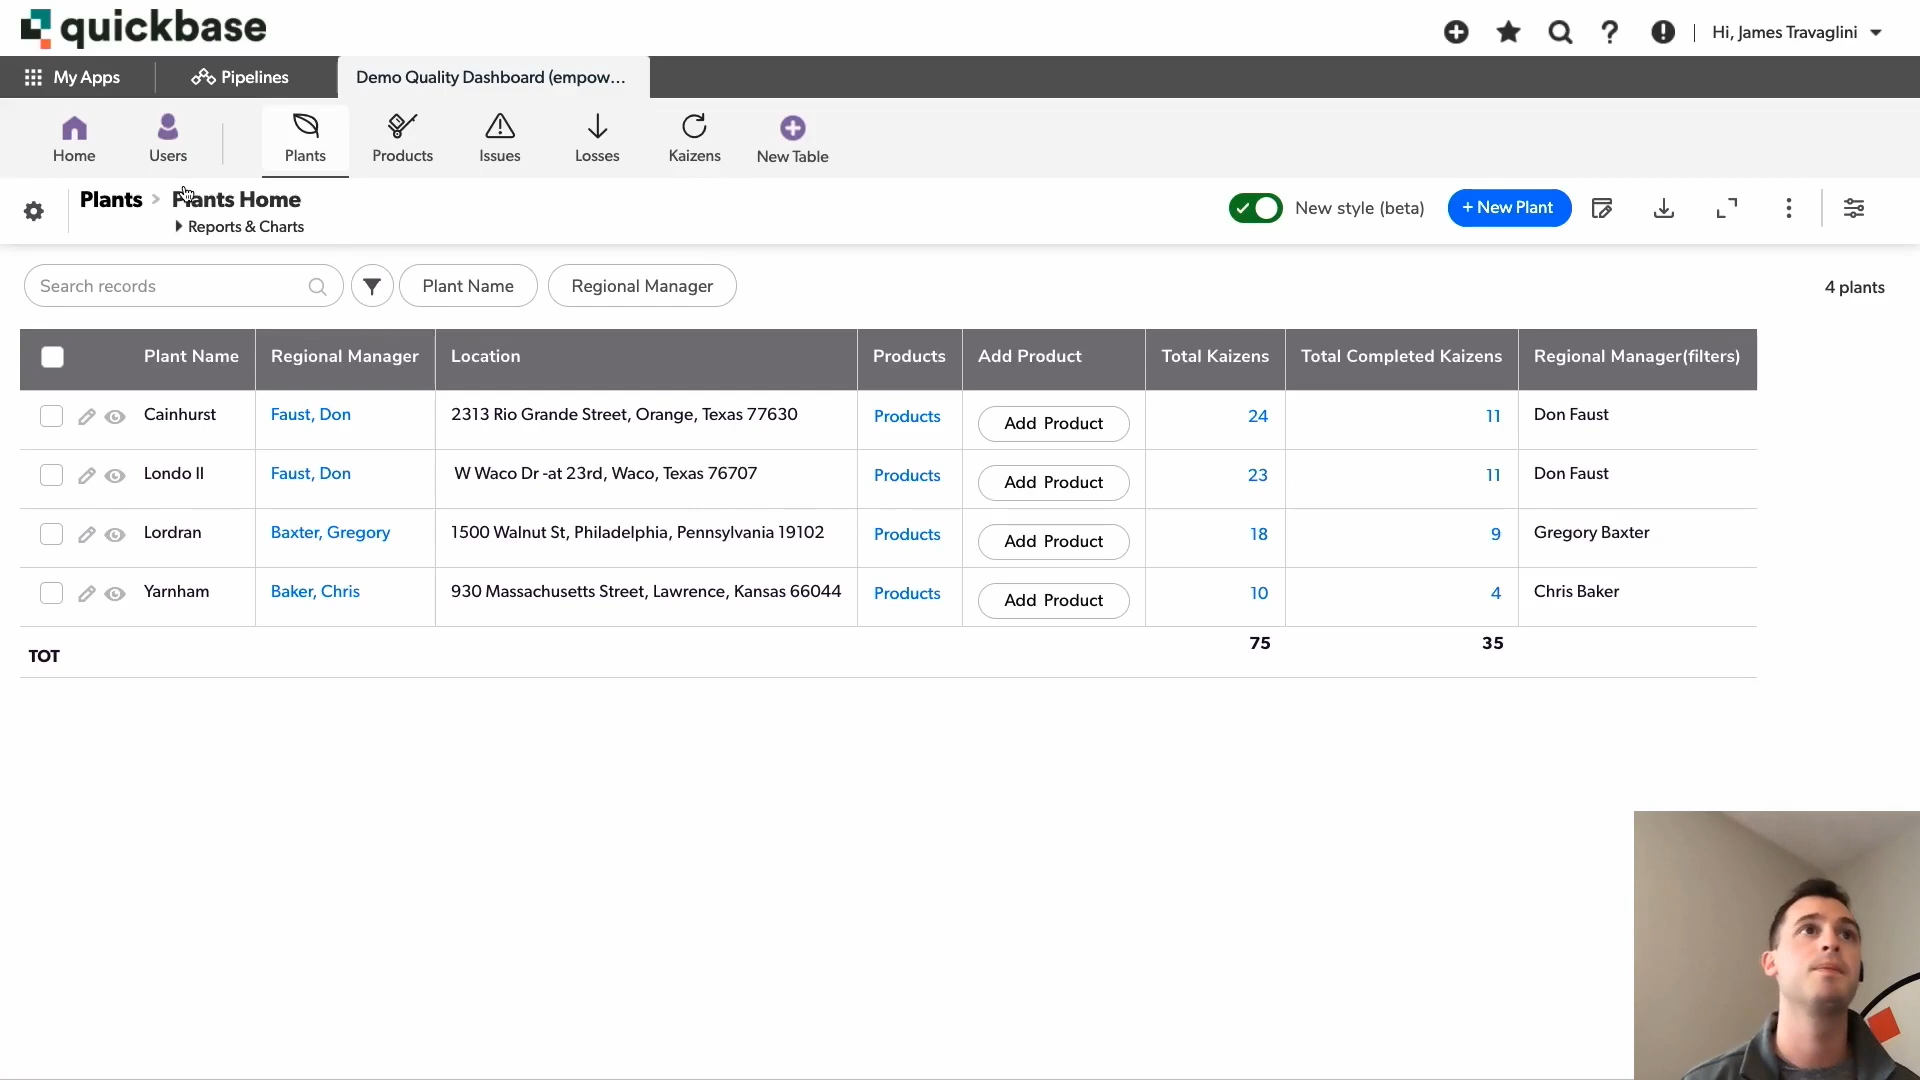 quickbase
Hi, James Travaglini
My Apps
Pipelines
Demo Quality Dashboard (empow...
Home
Users
Plants
Products
Issues
Losses
Kaizens
New Table
Plants > Plants Home
Reports & Charts
New style (beta)
+ New Plant
Search records
Plant Name
Regional Manager
4 plants
Plant Name Regional Manager Location Products Add Product Total Kaizens Total Completed Kaizens Regional Manager(filters)
Cainhurst Faust, Don 2313 Rio Grande Street, Orange, Texas 77630 Products Add Product 24 11 Don Faust
Londo II Faust, Don W Waco Dr -at 23rd, Waco, Texas 76707 Products Add Product 23 11 Don Faust
Lordran Baxter, Gregory 1500 Walnut St, Philadelphia, Pennsylvania 19102 Products Add Product 18 9 Gregory Baxter
Yarnham Baker, Chris 930 Massachusetts Street, Lawrence, Kansas 66044 Products Add Product 10 4 Chris Baker
TOT 75 35